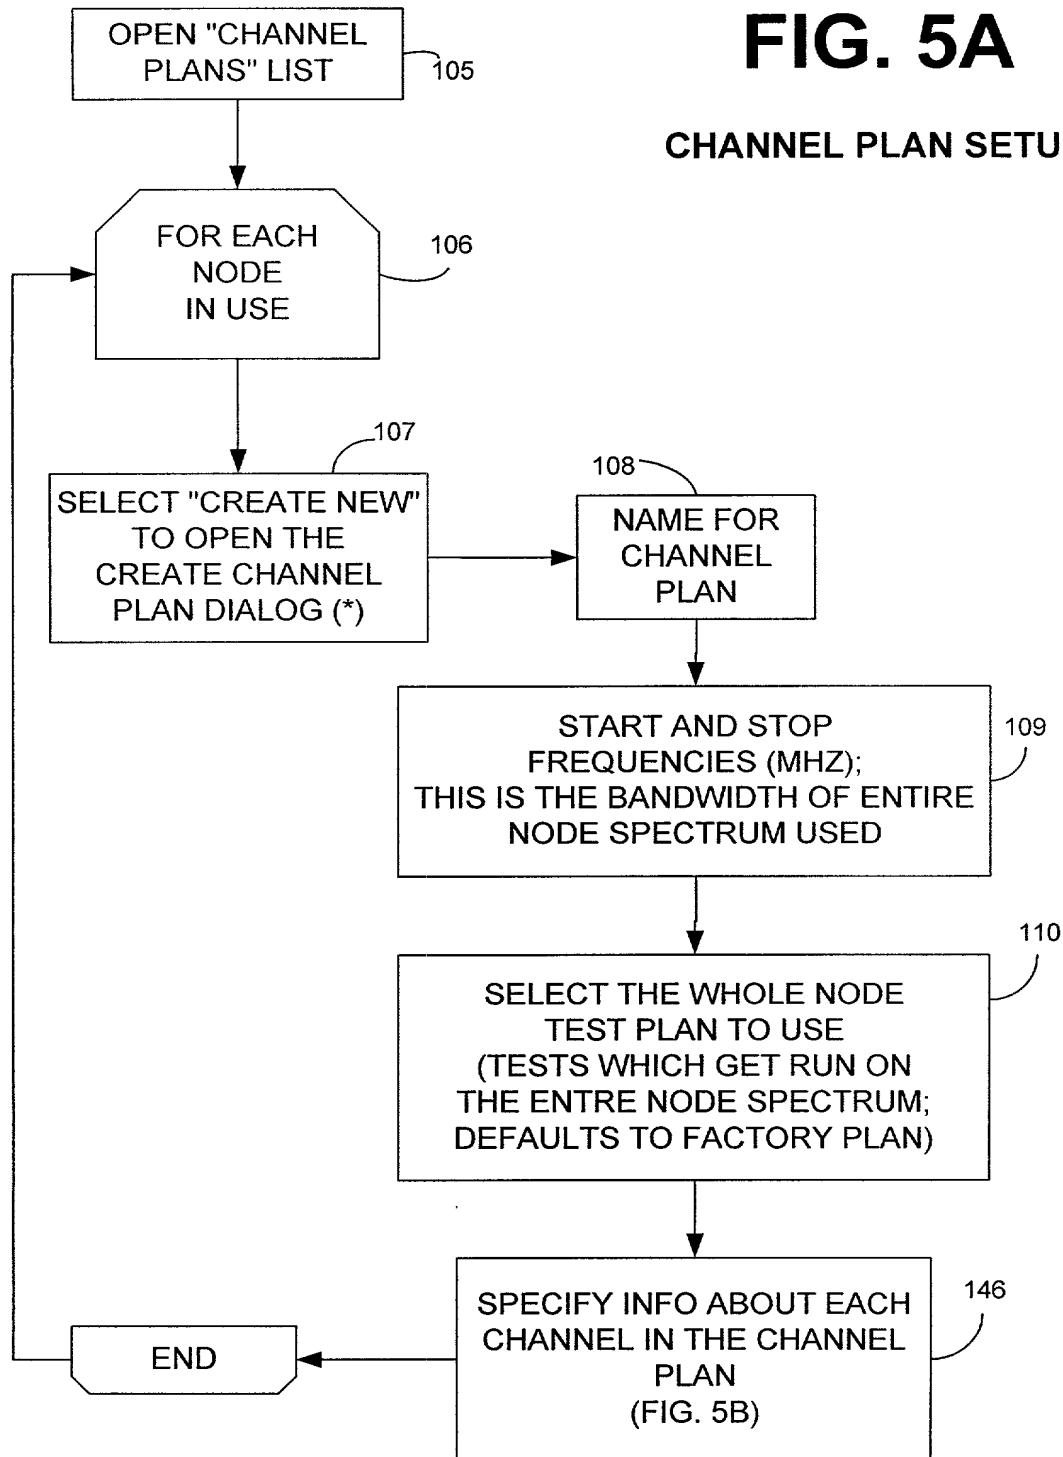 FIG. 5A
CHANNEL PLAN SETU
OPEN "CHANNEL
PLANS" LIST
105
FOR EACH
NODE
IN USE
106
107
SELECT "CREATE NEW"
TO OPEN THE
CREATE CHANNEL
PLAN DIALOG (*)
108
NAME FOR
CHANNEL
PLAN
START AND STOP
FREQUENCIES (MHZ);
THIS IS THE BANDWIDTH OF ENTIRE
NODE SPECTRUM USED
109
110
SELECT THE WHOLE NODE
TEST PLAN TO USE
(TESTS WHICH GET RUN ON
THE ENTRE NODE SPECTRUM;
DEFAULTS TO FACTORY PLAN)
146
SPECIFY INFO ABOUT EACH
CHANNEL IN THE CHANNEL
PLAN
(FIG. 5B)
END